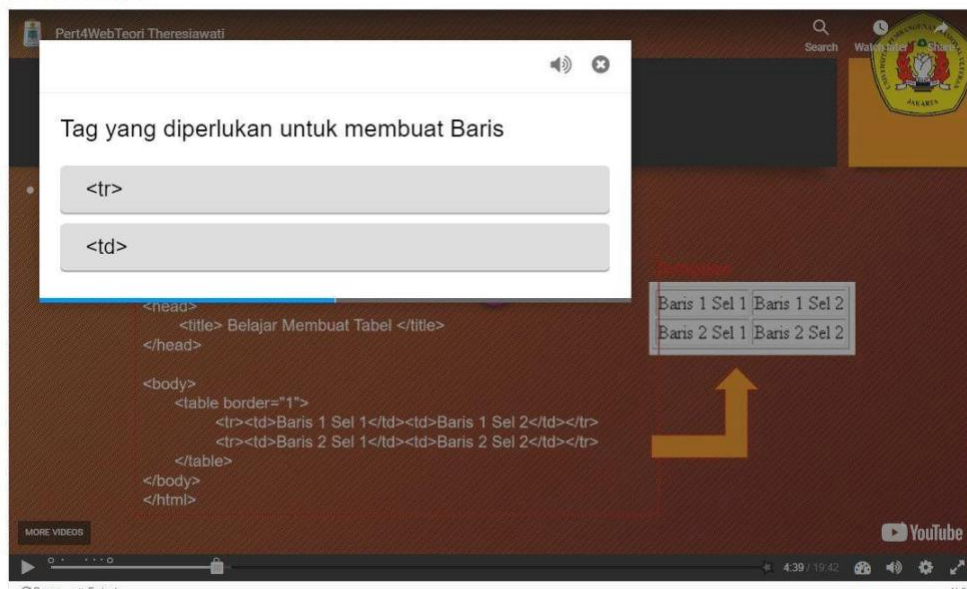 Pert4WebTeori Theresiawati
Search
Watch later
Share
JAKARTA
Tag yang diperlukan untuk membuat Baris
<tr>
<td>
<head>
<title> Belajar Membuat Tabel </title>
</head>
<body>
<table border="1">
<tr><td>Baris 1 Sel 1</td><td>Baris 1 Sel 2</td></tr>
<tr><td>Baris 2 Sel 1</td><td>Baris 2 Sel 2</td></tr>
</table>
</body>
</html>
Baris 1 Sel 1 Baris 1 Sel 2
Baris 2 Sel 1 Baris 2 Sel 2
MORE VIDEOS
YouTube
4:39 / 19:42